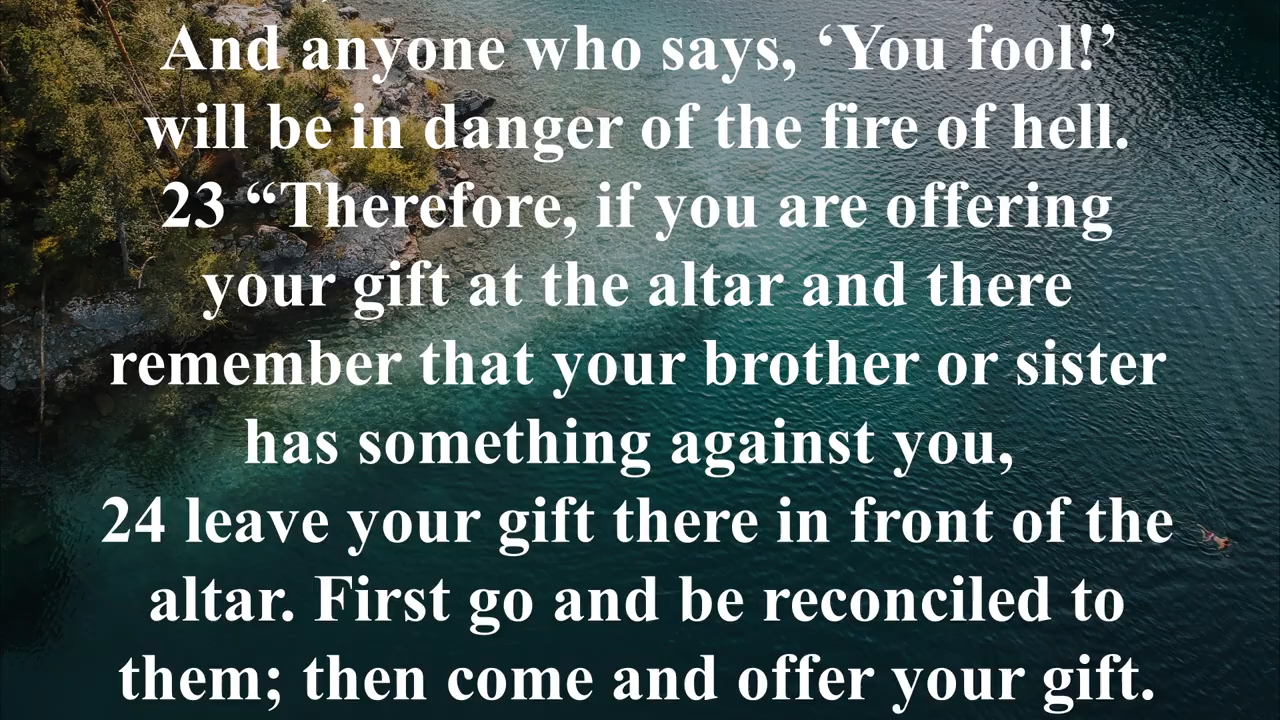 And anyone who says, ‘You fool!’
will be in danger of the fire of hell.
23 “Therefore, if you are offering
your gift at the altar and there
remember that your brother or sister
has something against you,
24 leave your gift there in front of the
altar. First go and be reconciled to
them; then come and offer your gift.